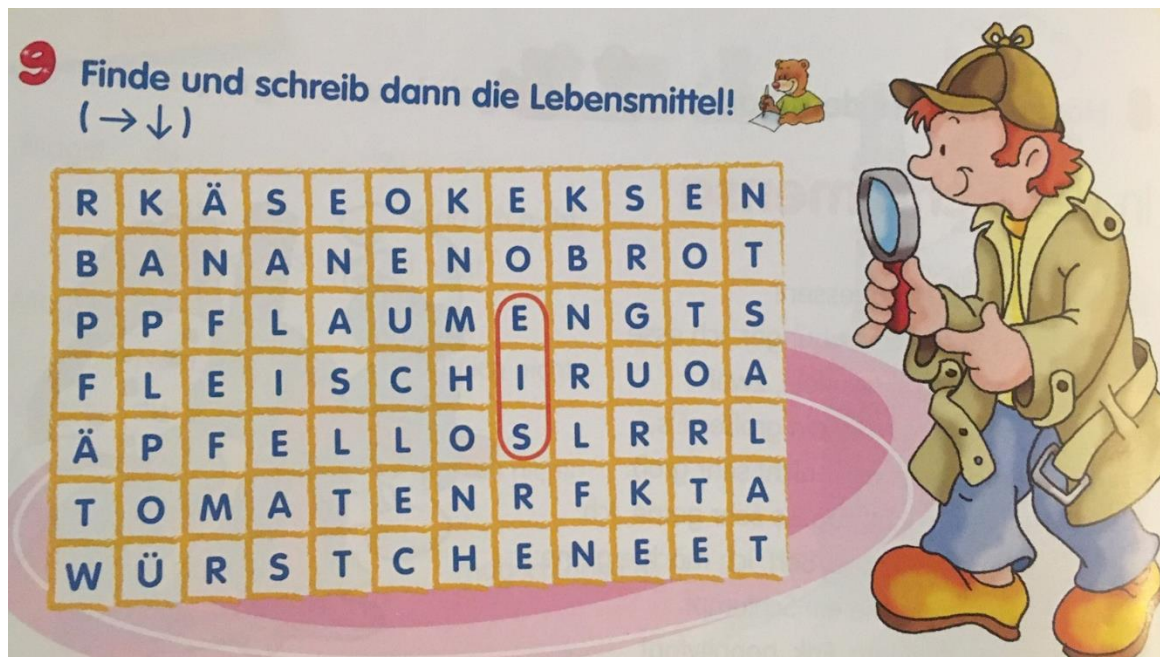 9 Finde und schreib dann die Lebensmittel!
(→↓)
R K Ä S E O K E K S E N
B A N A N E N O B R O T
P P F L A U M E N G T S
F L E I S C H I R U O A
Ä P F E L L O S L R R L
T O M A T E N R F K T A
W Ü R S T C H E N E E T